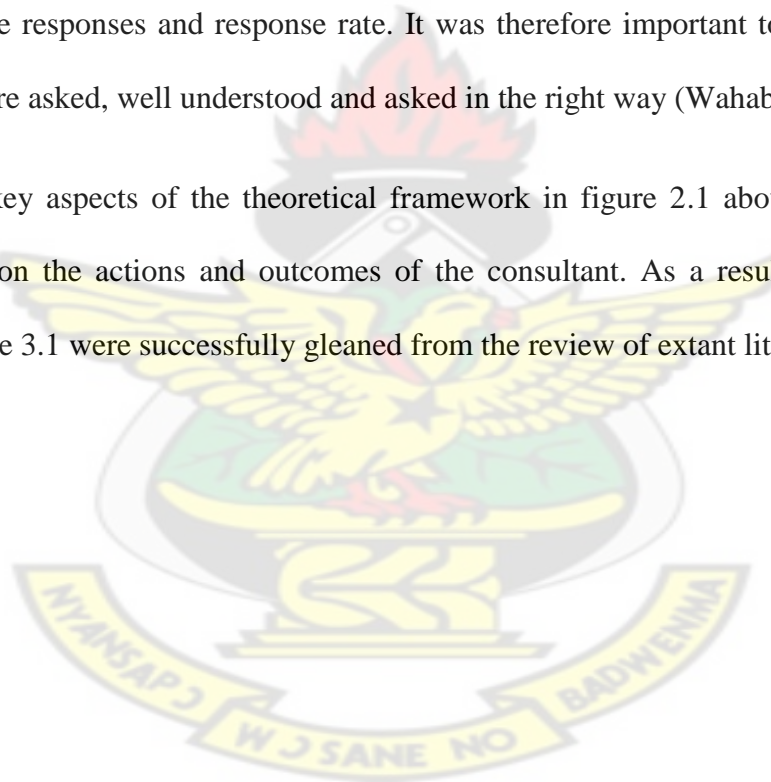 e responses and response rate. It was therefore important to
re asked, well understood and asked in the right way (Wahab
key aspects of the theoretical framework in figure 2.1 abo
on the actions and outcomes of the consultant. As a resu
e 3.1 were successfully gleaned from the review of extant lit
NYANSAPƆ
WƆ SANE NO
BADWENMA